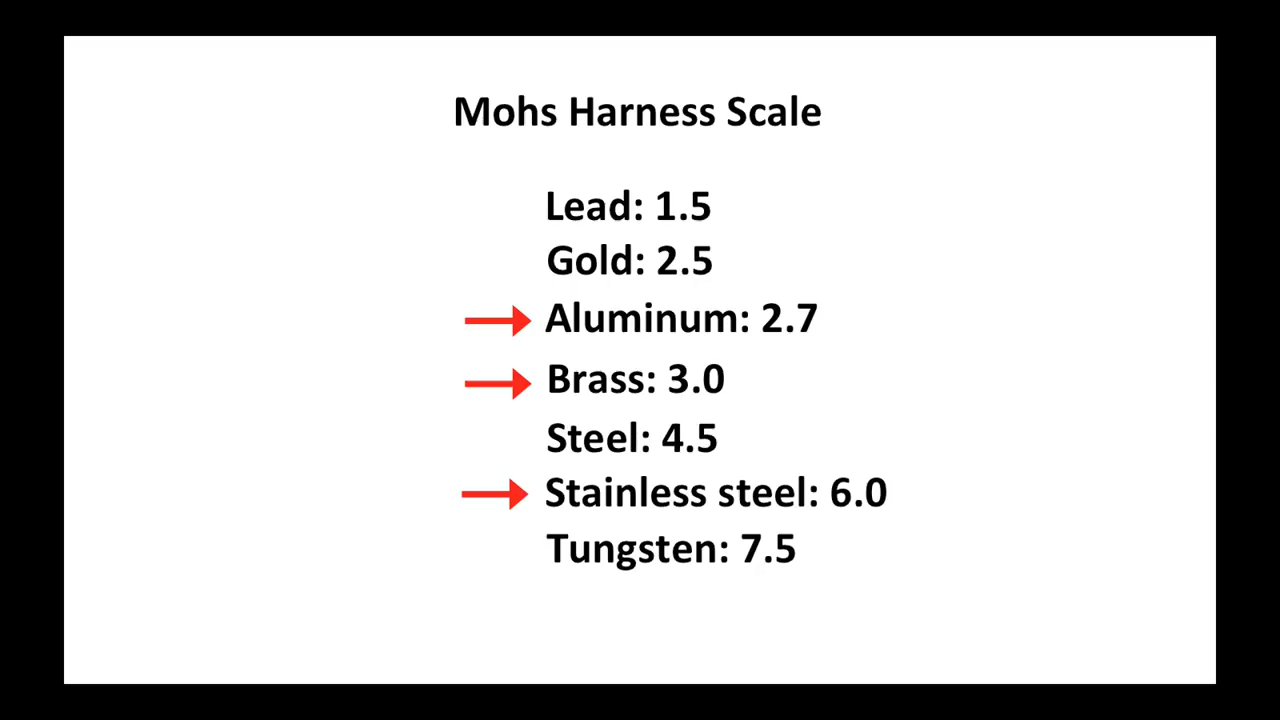 Mohs Harness Scale
Lead: 1.5
Gold: 2.5
Aluminum: 2.7
Brass: 3.0
Steel: 4.5
Stainless steel: 6.0
Tungsten: 7.5